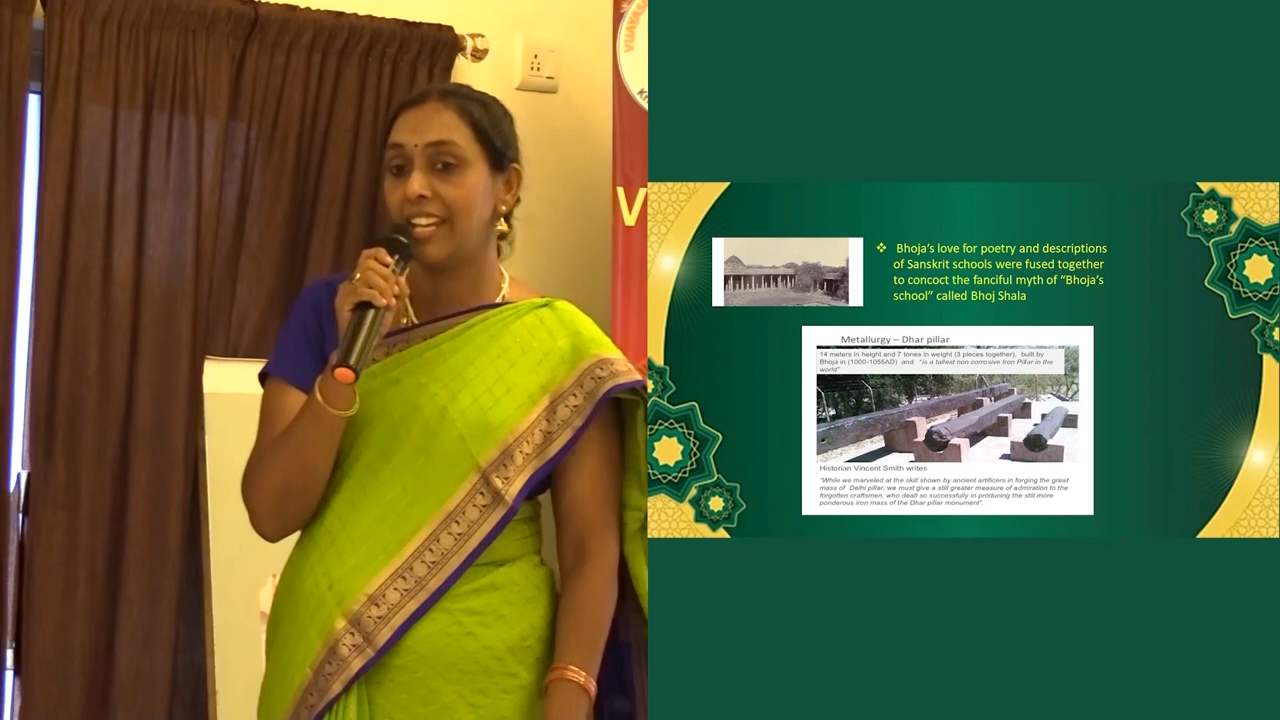 V
❖ Bhoja's love for poetry and descriptions
of Sanskrit schools were fused together
to concoct the fanciful myth of "Bhoja's
school" called Bhoj Shala
Metallurgy – Dhar pillar
14 meters in height and 7 tones in weight (3 pieces together), built by
Bhoja in (1000-1055AD) and "is a tallest non corrosive Iron Pillar in the
world"
Historian Vincent Smith writes
"While we marveled at the skill shown by ancient artificers in forging the great
mass of Delhi pillar, we must give a still greater measure of admiration to the
forgotten craftsmen, who dealt so successfully in producing the still more
ponderous iron mass of the Dhar pillar monument".